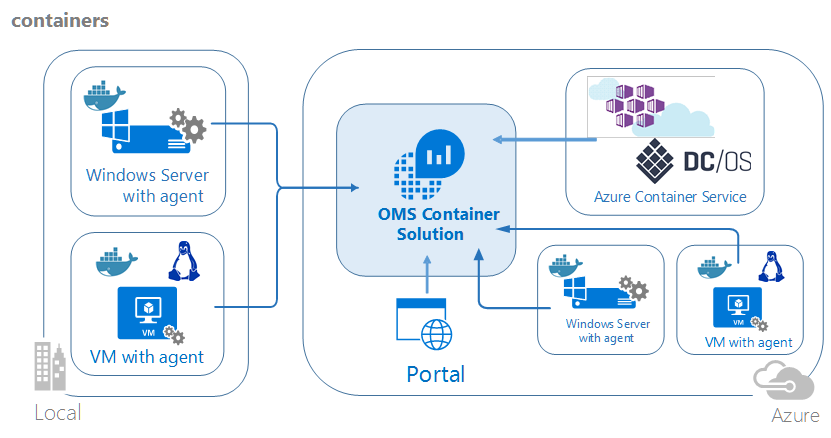 containers
Windows Server
with agent
VM
VM with agent
Local
OMS Container
Solution
Portal
DC/OS
Azure Container Service
Windows Server
with agent
VM
VM with agent
Azure